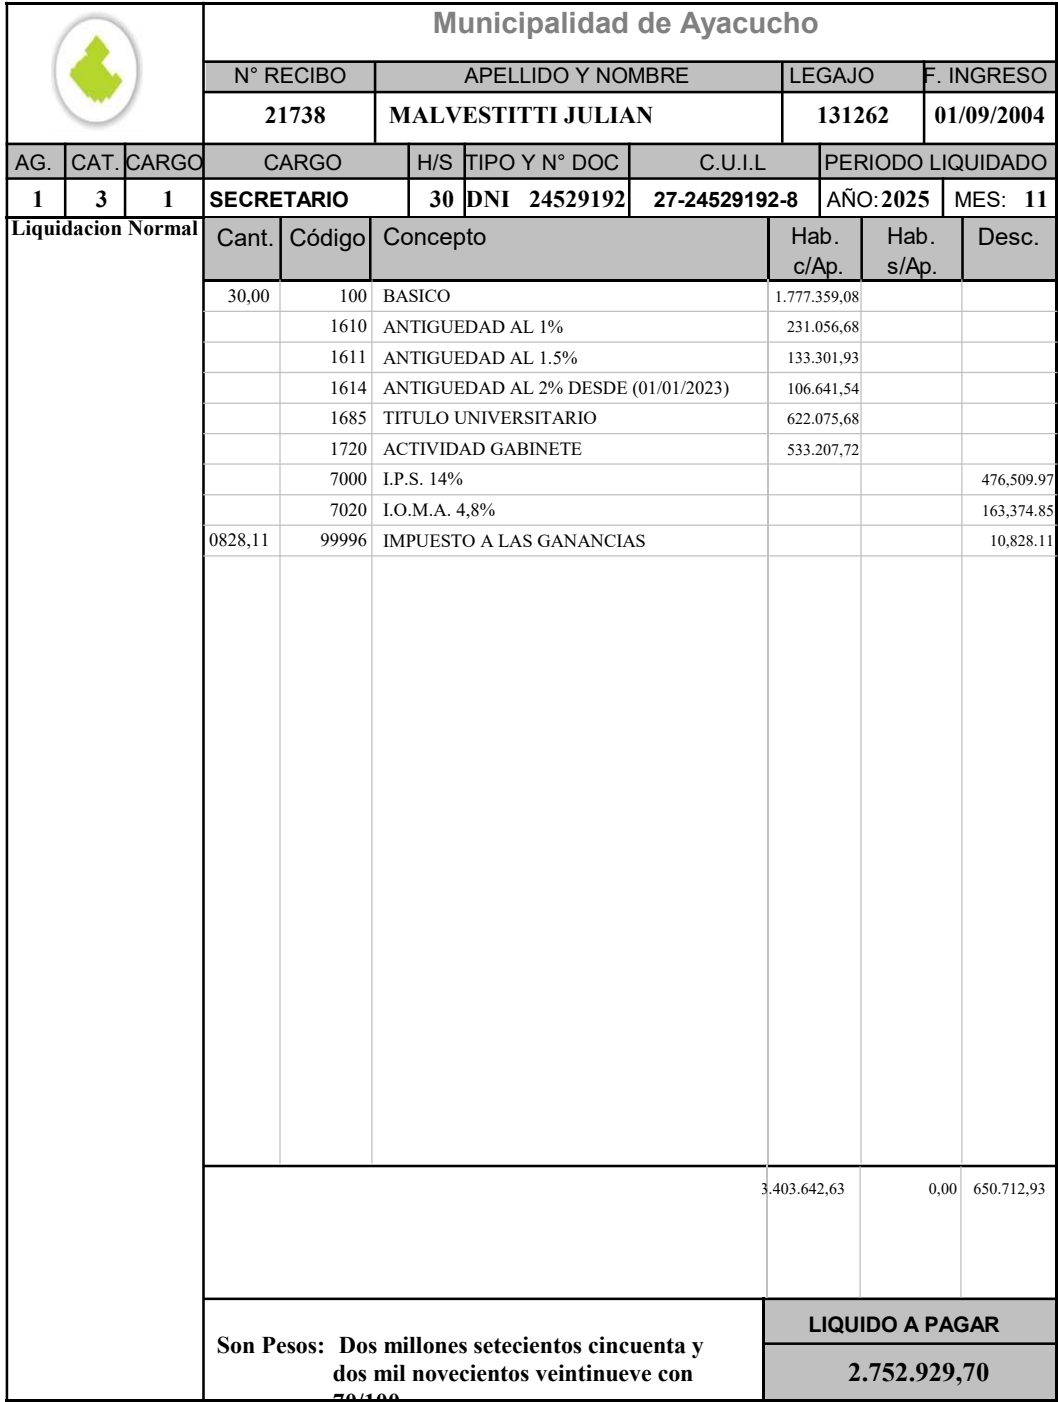 Municipalidad de Ayacucho
N° RECIBO APELLIDO Y NOMBRE LEGAJO F. INGRESO
21738 MALVESTITTI JULIAN 131262 01/09/2004
AG. CAT. CARGO CARGO H/S TIPO Y N° DOC C.U.I.L PERIODO LIQUIDADO
1 3 1 SECRETARIO 30 DNI 24529192 27-24529192-8 AÑO: 2025 MES: 11
Liquidacion Normal
Cant. Código Concepto Hab. c/Ap. Hab. s/Ap. Desc.
30,00 100 BASICO 1.777.359,08
1610 ANTIGUEDAD AL 1% 231.056,68
1611 ANTIGUEDAD AL 1.5% 133.301,93
1614 ANTIGUEDAD AL 2% DESDE (01/01/2023) 106.641,54
1685 TITULO UNIVERSITARIO 622.075,68
1720 ACTIVIDAD GABINETE 533.207,72
7000 I.P.S. 14% 476,509.97
7020 I.O.M.A. 4,8% 163,374.85
0828,11 99996 IMPUESTO A LAS GANANCIAS 10,828.11
3.403.642,63 0,00 650.712,93
LIQUIDO A PAGAR
Son Pesos: Dos millones setecientos cincuenta y
dos mil novecientos veintinueve con
70/100
2.752.929,70